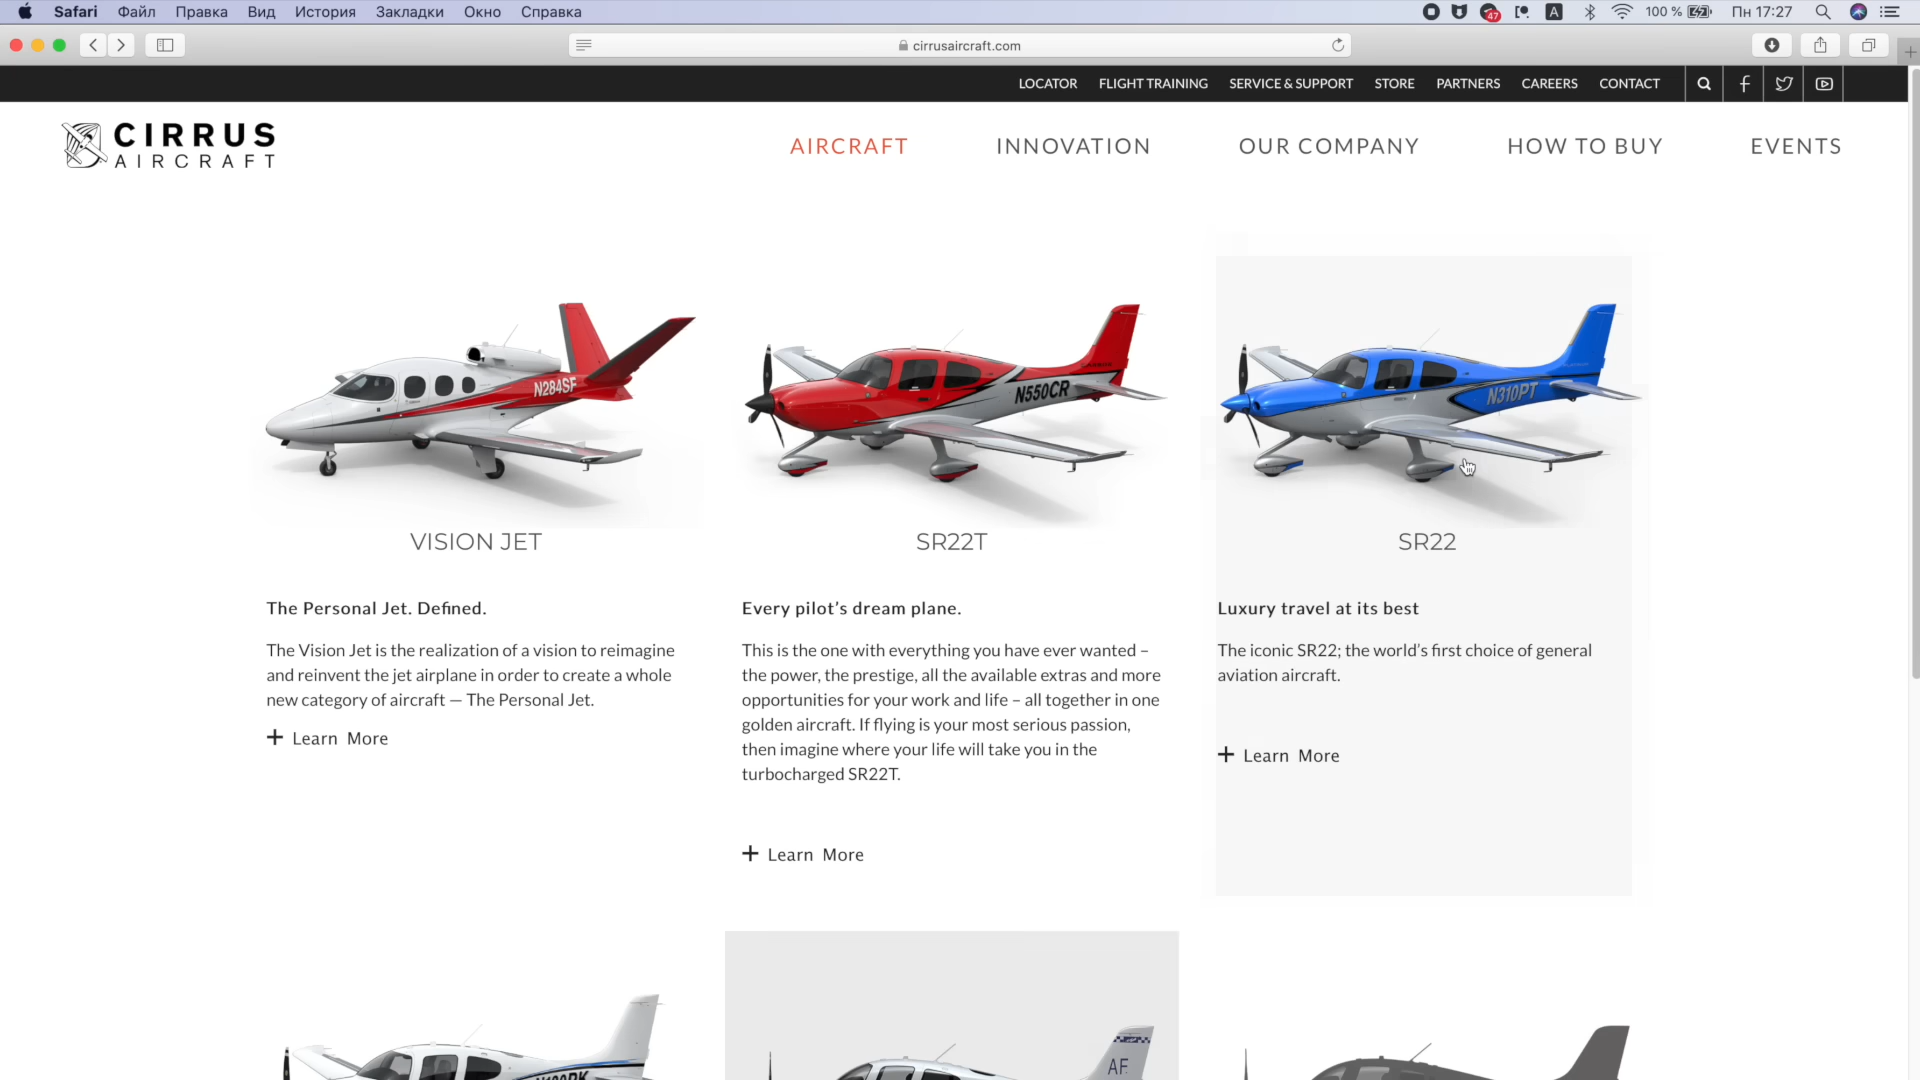 Safari Файл Правка Вид История Закладки Окно Справка
47 A 100 % Пн 17:27
cirrusaircraft.com
LOCATOR FLIGHT TRAINING SERVICE & SUPPORT STORE PARTNERS CAREERS CONTACT
CIRRUS
AIRCRAFT
AIRCRAFT INNOVATION OUR COMPANY HOW TO BUY EVENTS
N284SF
N550CR
N310PT
VISION JET
The Personal Jet. Defined.
The Vision Jet is the realization of a vision to reimagine
and reinvent the jet airplane in order to create a whole
new category of aircraft — The Personal Jet.
+ Learn More
SR22T
Every pilot’s dream plane.
This is the one with everything you have ever wanted –
the power, the prestige, all the available extras and more
opportunities for your work and life – all together in one
golden aircraft. If flying is your most serious passion,
then imagine where your life will take you in the
turbocharged SR22T.
+ Learn More
SR22
Luxury travel at its best
The iconic SR22; the world’s first choice of general
aviation aircraft.
+ Learn More
AF